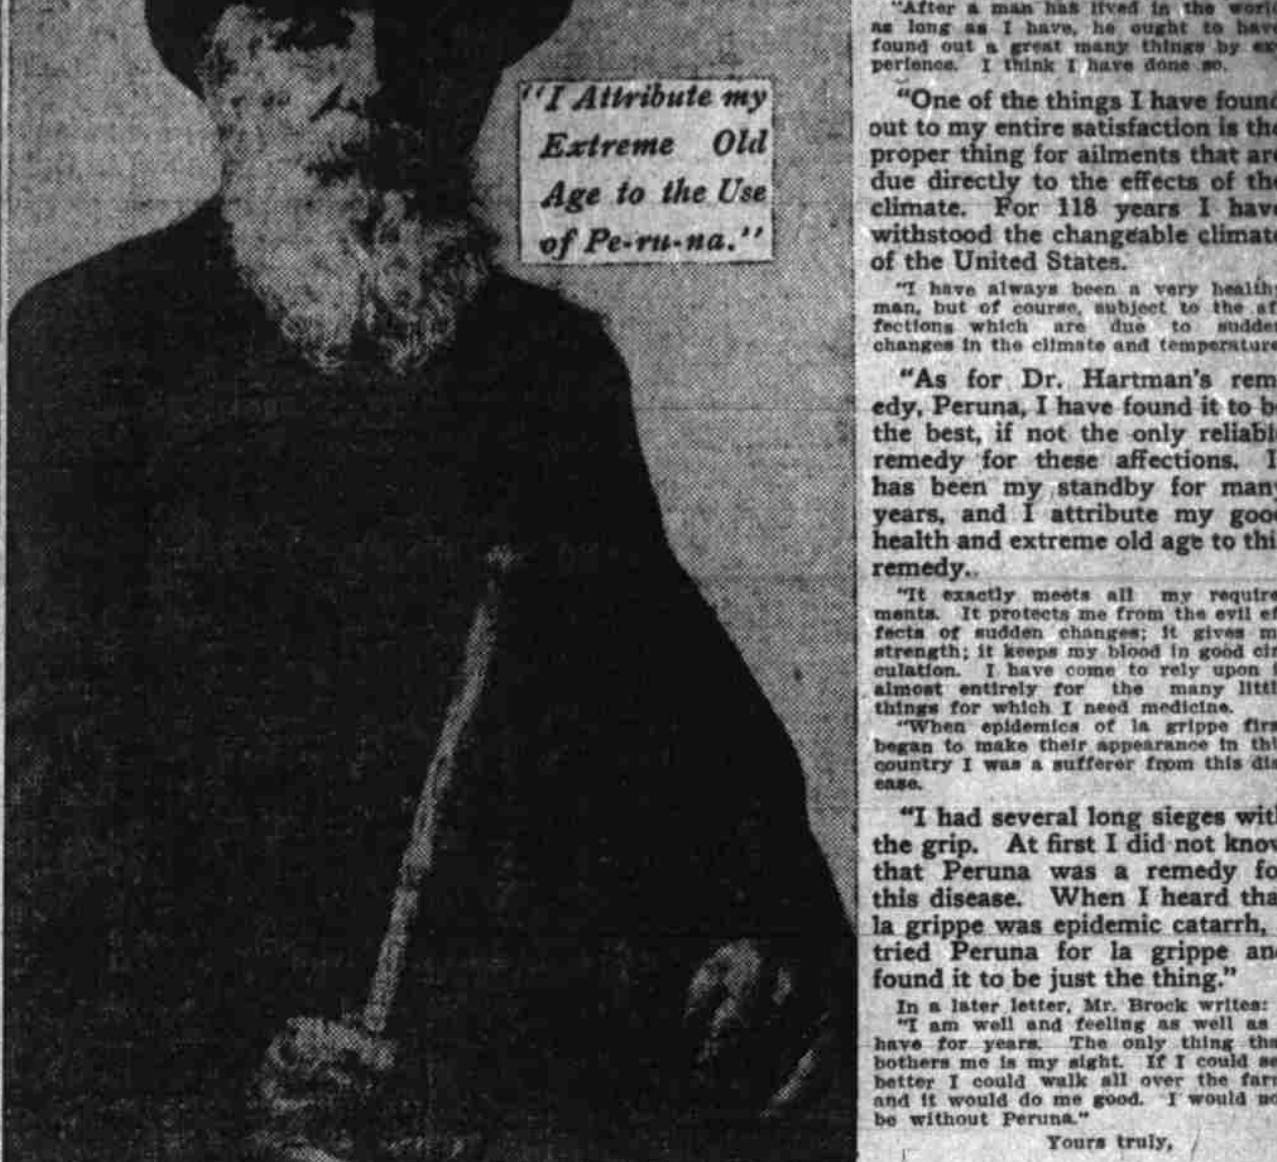 "I Attribute my
Extreme Old
Age to the Use
of Pe-ru-na."
"After a man has lived in the world
as long as I have, he ought to have
found out a great many things by ex
perience. I think I have done so.
"One of the things I have found
out to my entire satisfaction is the
proper thing for ailments that are
due directly to the effects of the
climate. For 118 years I have
withstood the changeable climate
of the United States.
"I have always been a very healthy
man, but of course, subject to the af
fections which are due to sudden
changes in the climate and temperature
"As for Dr. Hartman's rem
edy, Peruna, I have found it to b
the best, if not the only reliabl
remedy for these affections. I
has been my standby for many
years, and I attribute my good
health and extreme old age to thi
remedy.
"It exactly meets all my require
ments. It protects me from the evil ef
fects of sudden changes; it gives m
strength; it keeps my blood in good cir
culation. I have come to rely upon i
almost entirely for the many littl
things for which I need medicine.
"When epidemics of la grippe firs
began to make their appearance in thi
country I was a sufferer from this dis
ease.
"I had several long sieges with
the grip. At first I did not know
that Peruna was a remedy fo
this disease. When I heard tha
la grippe was epidemic catarrh,
tried Peruna for la grippe and
found it to be just the thing."
In a later letter, Mr. Brock writes:
"I am well and feeling as well as
have for years. The only thing tha
bothers me is my sight. If I could se
better I could walk all over the farm
and it would do me good. I would no
be without Peruna."
Yours truly,